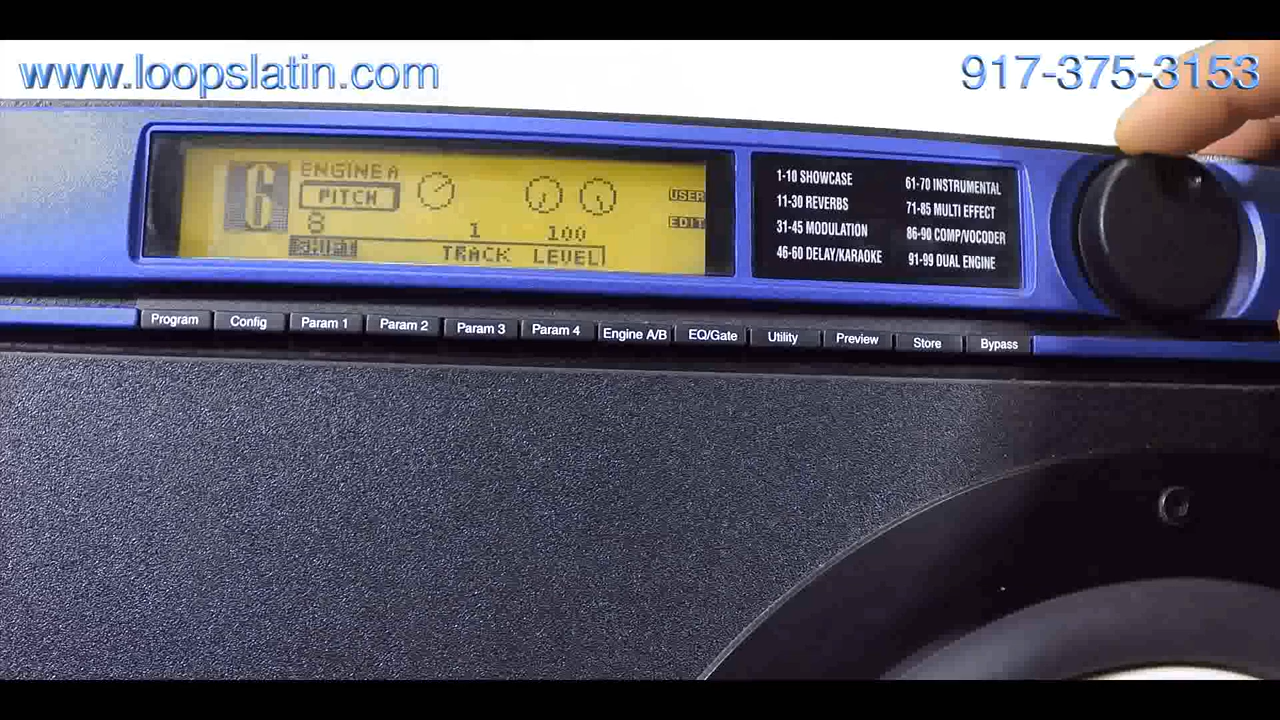 www.loopslatin.com
917-375-3153
6
ENGINE A
PITCH
8
1
100
TRACK
LEVEL
USER
EDIT
1-10 SHOWCASE
11-30 REVERBS
31-45 MODULATION
46-60 DELAY/KARAOKE
61-70 INSTRUMENTAL
71-85 MULTI EFFECT
86-90 COMP/VOCODER
91-99 DUAL ENGINE
Program
Config
Param 1
Param 2
Param 3
Param 4
Engine A/B
EQ/Gate
Utility
Preview
Store
Bypass